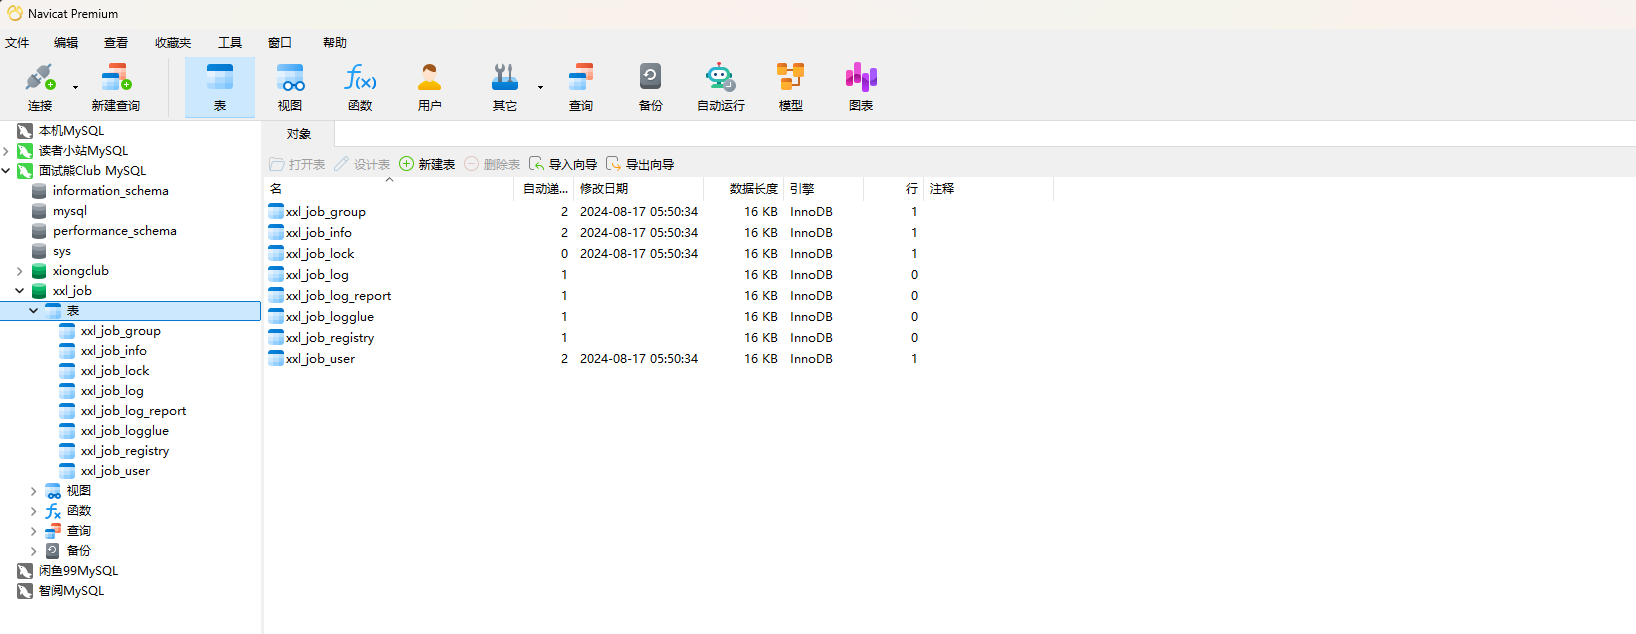 Navicat Premium
文件 编辑 查看 收藏夹 工具 窗口 帮助
连接 新建查询 表 视图 函数 用户 其它 查询 备份 自动运行 模型 图表
本机MySQL
读者小站MySQL
面试熊Club MySQL
information_schema
mysql
performance_schema
sys
xiongclub
xxl_job
表
xxl_job_group
xxl_job_info
xxl_job_lock
xxl_job_log
xxl_job_log_report
xxl_job_logglue
xxl_job_registry
xxl_job_user
视图
函数
查询
备份
闲鱼99MySQL
智阅MySQL
对象
打开表 设计表 新建表 删除表 导入向导 导出向导
名 自动递... 修改日期 数据长度 引擎 行 注释
xxl_job_group 2 2024-08-17 05:50:34 16 KB InnoDB 1
xxl_job_info 2 2024-08-17 05:50:34 16 KB InnoDB 1
xxl_job_lock 0 2024-08-17 05:50:34 16 KB InnoDB 1
xxl_job_log 1 16 KB InnoDB 0
xxl_job_log_report 1 16 KB InnoDB 0
xxl_job_logglue 1 16 KB InnoDB 0
xxl_job_registry 1 16 KB InnoDB 0
xxl_job_user 2 2024-08-17 05:50:34 16 KB InnoDB 1